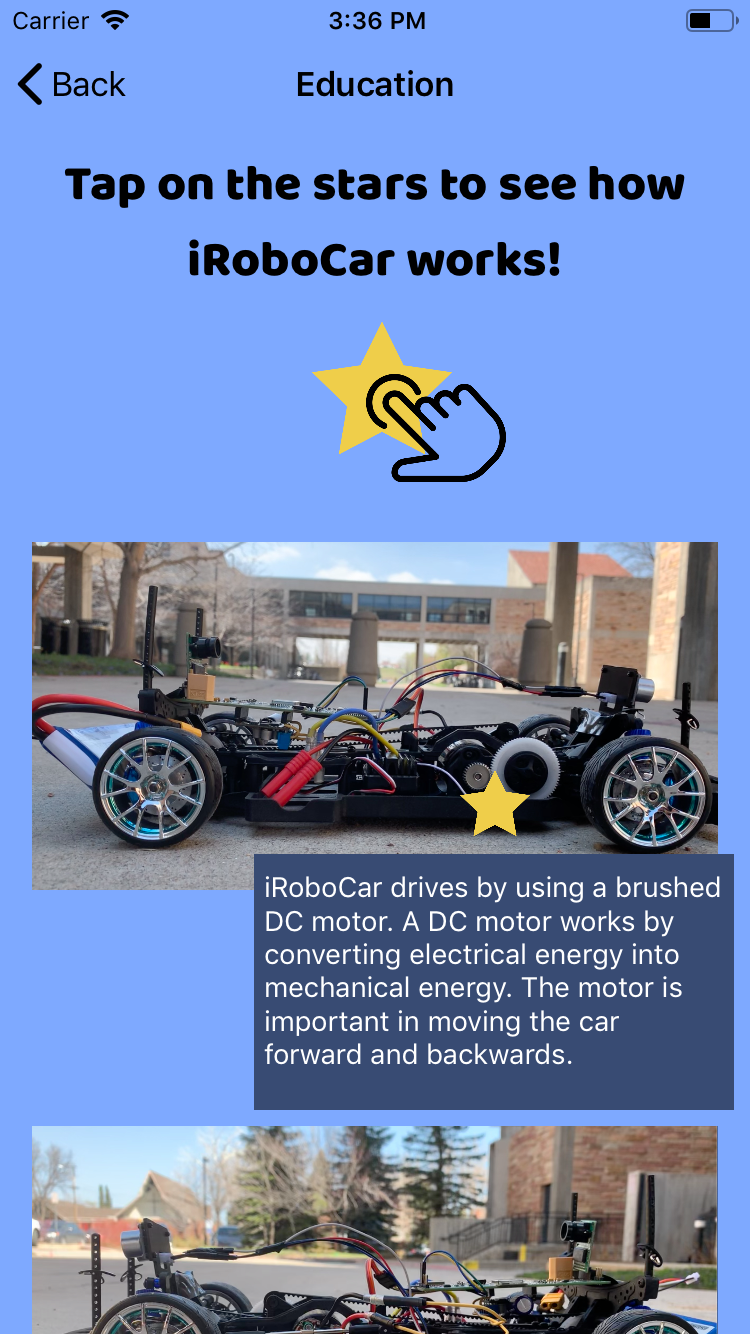 Carrier
3:36 PM
Back
Education
Tap on the stars to see how
iRoboCar works!
iRoboCar drives by using a brushed
DC motor. A DC motor works by
converting electrical energy into
mechanical energy. The motor is
important in moving the car
forward and backwards.